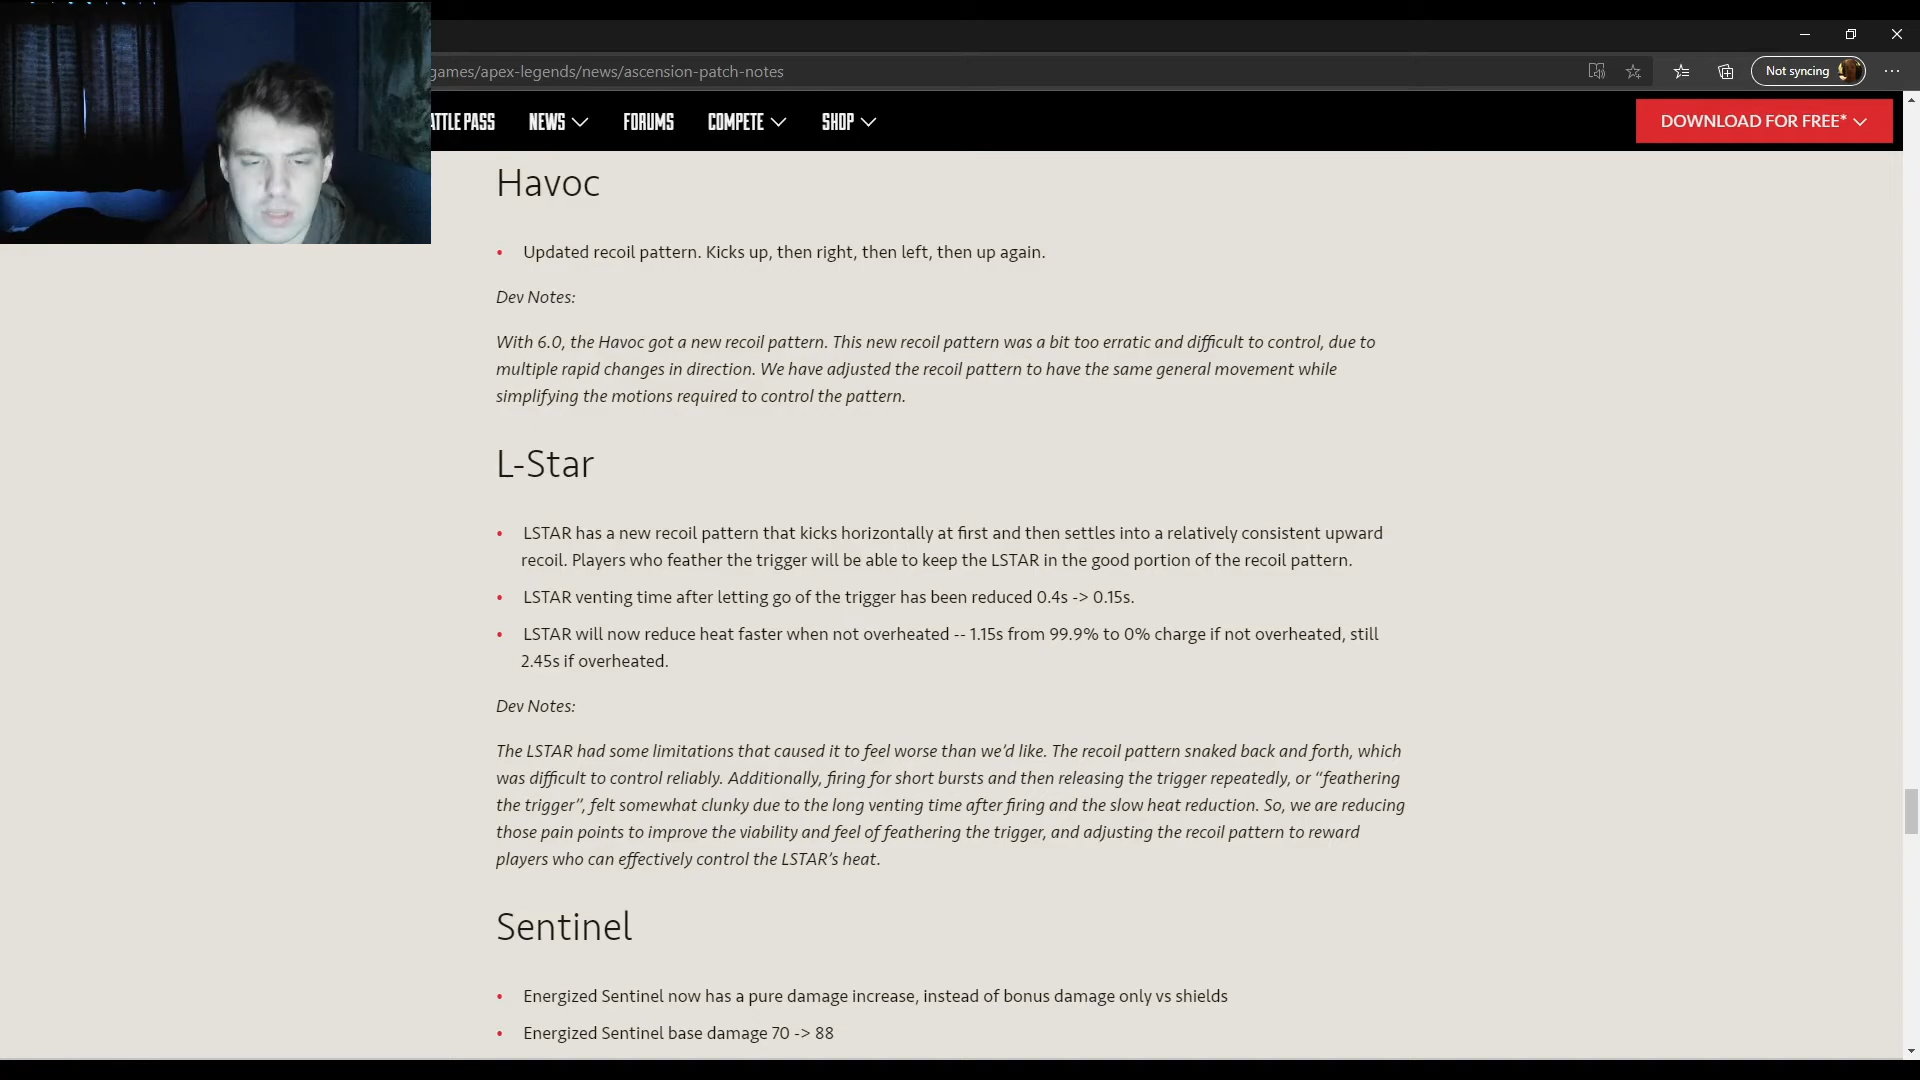 games/apex-legends/news/ascension-patch-notes
Not syncing
ATTLE PASS
NEWS
FORUMS
COMPETE
SHOP
DOWNLOAD FOR FREE*
Havoc
• Updated recoil pattern. Kicks up, then right, then left, then up again.
Dev Notes:
With 6.0, the Havoc got a new recoil pattern. This new recoil pattern was a bit too erratic and difficult to control, due to
multiple rapid changes in direction. We have adjusted the recoil pattern to have the same general movement while
simplifying the motions required to control the pattern.
L-Star
• LSTAR has a new recoil pattern that kicks horizontally at first and then settles into a relatively consistent upward
recoil. Players who feather the trigger will be able to keep the LSTAR in the good portion of the recoil pattern.
• LSTAR venting time after letting go of the trigger has been reduced 0.4s -> 0.15s.
• LSTAR will now reduce heat faster when not overheated -- 1.15s from 99.9% to 0% charge if not overheated, still
2.45s if overheated.
Dev Notes:
The LSTAR had some limitations that caused it to feel worse than we’d like. The recoil pattern snaked back and forth, which
was difficult to control reliably. Additionally, firing for short bursts and then releasing the trigger repeatedly, or “feathering
the trigger”, felt somewhat clunky due to the long venting time after firing and the slow heat reduction. So, we are reducing
those pain points to improve the viability and feel of feathering the trigger, and adjusting the recoil pattern to reward
players who can effectively control the LSTAR’s heat.
Sentinel
• Energized Sentinel now has a pure damage increase, instead of bonus damage only vs shields
• Energized Sentinel base damage 70 -> 88